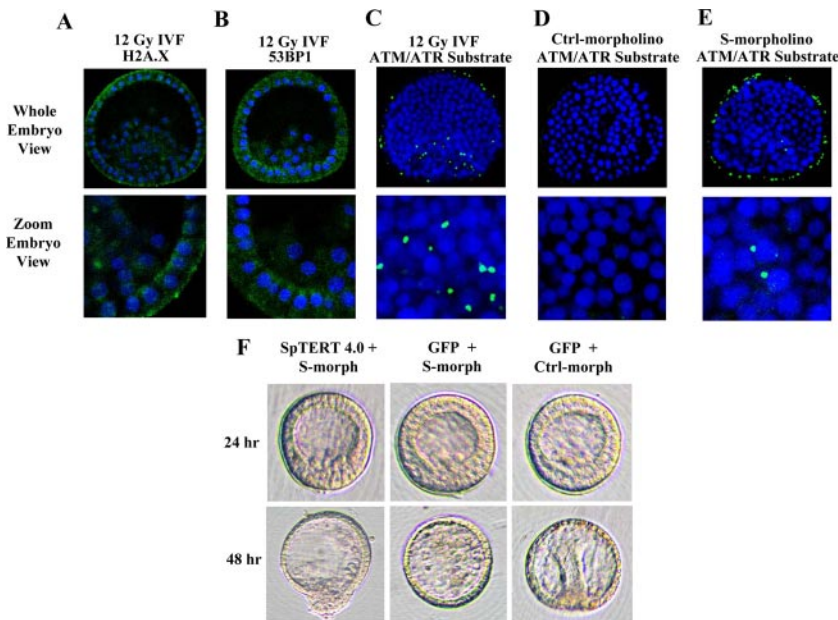 A
B
C
D
E
12 Gy IVF
H2A.X
12 Gy IVF
53BP1
12 Gy IVF
ATM/ATR Substrate
Ctrl-morpholino
ATM/ATR Substrate
S-morpholino
ATM/ATR Substrate
Whole
Embryo
View
Zoom
Embryo
View
F
SpTERT 4.0 +
S-morph
GFP +
S-morph
GFP +
Ctrl-morph
24 hr
48 hr